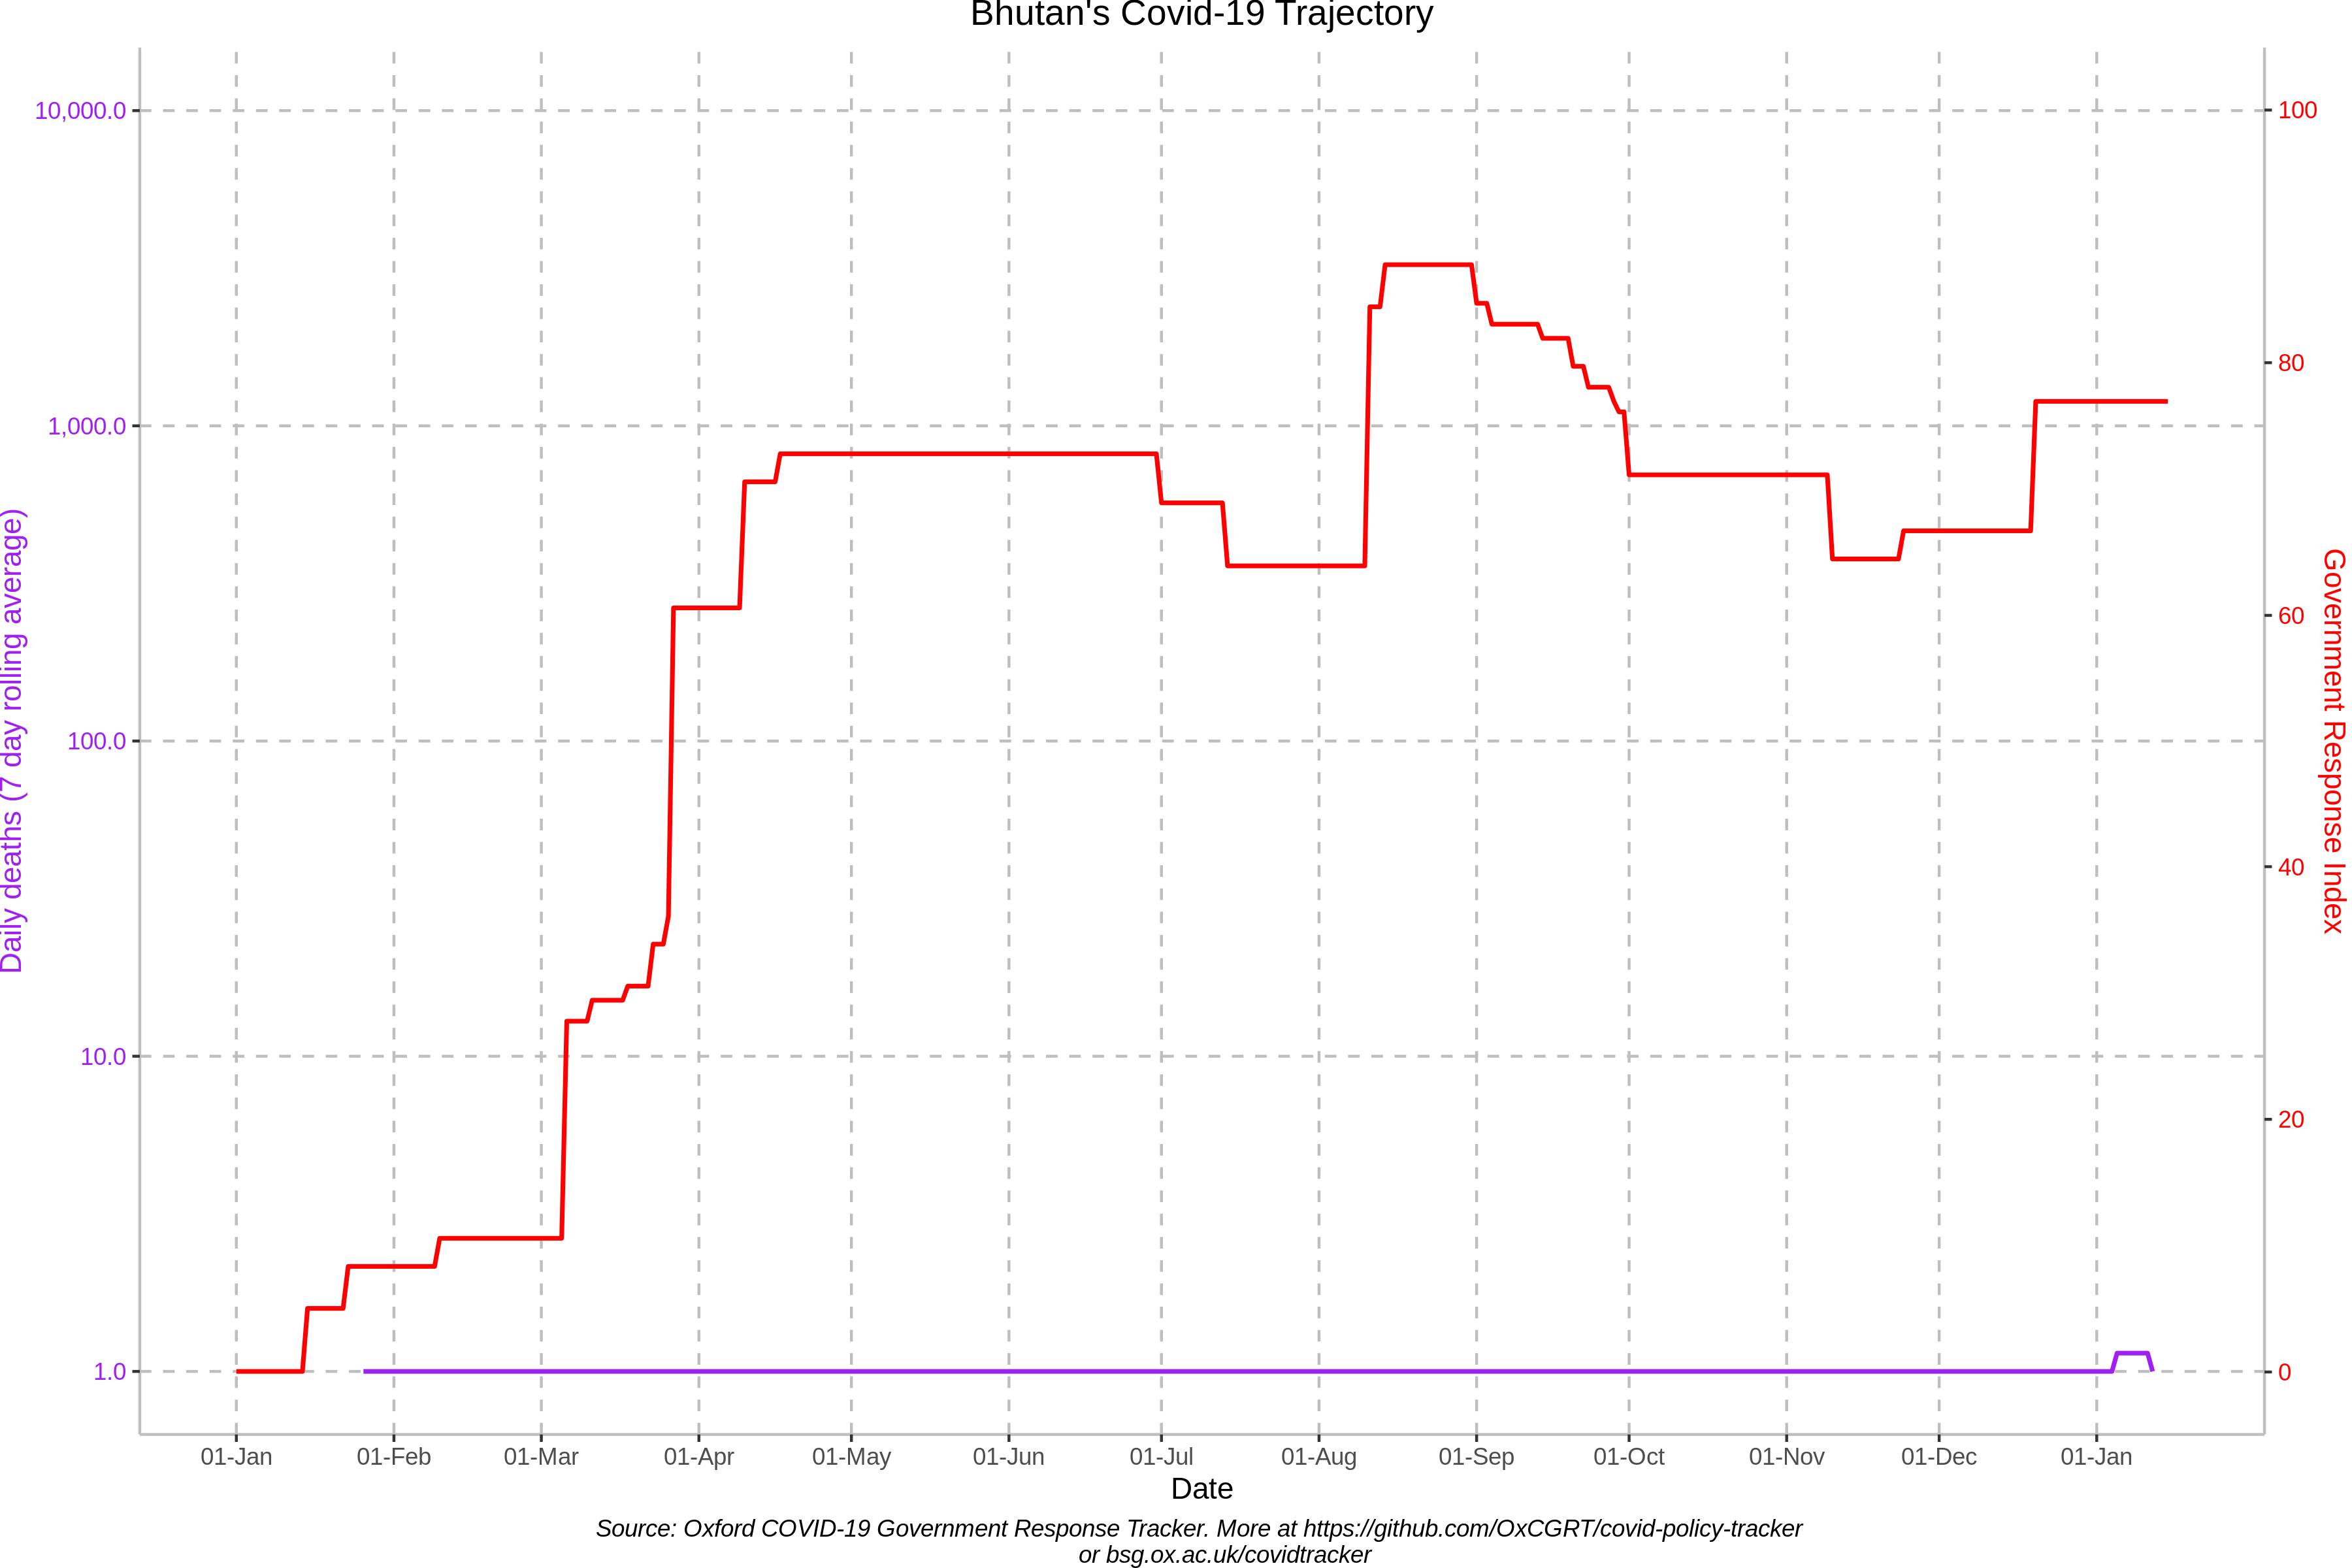 Bhutan's Covid-19 Trajectory
10,000.0
1,000.0
100.0
10.0
1.0
Daily deaths (7 day rolling average)
100
80
60
40
20
0
Government Response Index
01-Jan 01-Feb 01-Mar 01-Apr 01-May 01-Jun 01-Jul 01-Aug 01-Sep 01-Oct 01-Nov 01-Dec 01-Jan
Date
Source: Oxford COVID-19 Government Response Tracker. More at https://github.com/OxCGRT/covid-policy-tracker
or bsg.ox.ac.uk/covidtracker